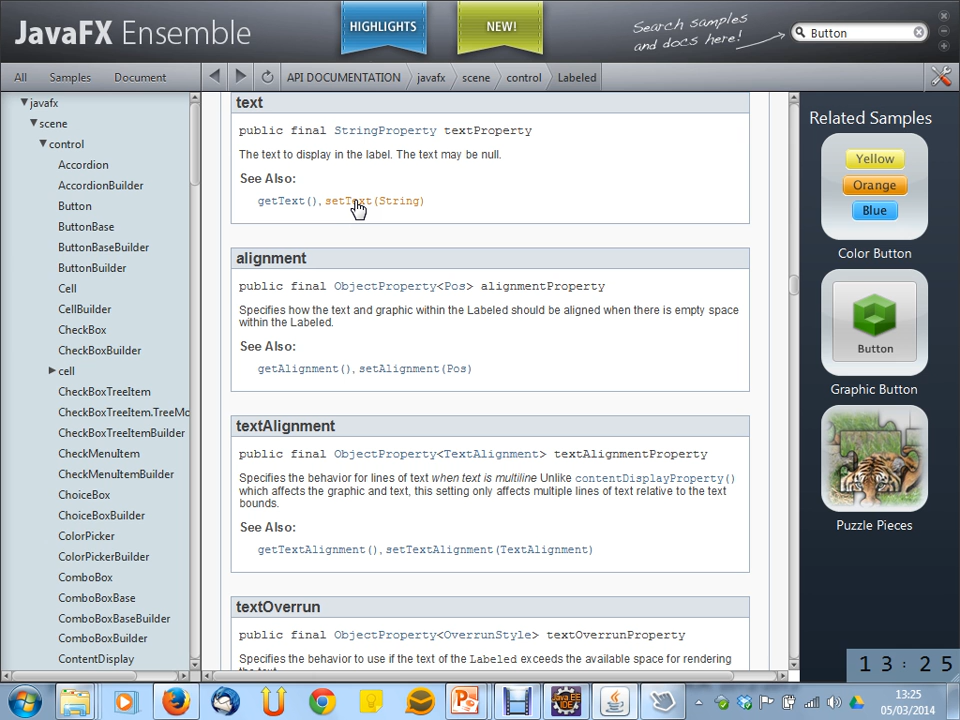 JavaFX Ensemble
HIGHLIGHTS
NEW!
Search samples
and docs here!
Button
All
Samples
Document
API DOCUMENTATION
javafx
scene
control
Labeled
javafx
scene
control
Accordion
AccordionBuilder
Button
ButtonBase
ButtonBaseBuilder
ButtonBuilder
Cell
CellBuilder
CheckBox
CheckBoxBuilder
cell
CheckBoxTreeItem
CheckBoxTreeItem.TreeMo
CheckBoxTreeItemBuilder
CheckMenuItem
CheckMenuItemBuilder
ChoiceBox
ChoiceBoxBuilder
ColorPicker
ColorPickerBuilder
ComboBox
ComboBoxBase
ComboBoxBaseBuilder
ComboBoxBuilder
ContentDisplay
text
public final StringProperty textProperty
The text to display in the label. The text may be null.
See Also:
getText(), setText(String)
alignment
public final ObjectProperty<Pos> alignmentProperty
Specifies how the text and graphic within the Labeled should be aligned when there is empty space
within the Labeled.
See Also:
getAlignment(), setAlignment(Pos)
textAlignment
public final ObjectProperty<TextAlignment> textAlignmentProperty
Specifies the behavior for lines of text when text is multiline Unlike contentDisplayProperty()
which affects the graphic and text, this setting only affects multiple lines of text relative to the text
bounds.
See Also:
getTextAlignment(), setTextAlignment(TextAlignment)
textOverrun
public final ObjectProperty<OverrunStyle> textOverrunProperty
Specifies the behavior to use if the text of the Labeled exceeds the available space for rendering
Related Samples
Yellow
Orange
Blue
Color Button
Button
Graphic Button
Puzzle Pieces
13:25
Java EE
IDE
13:25
05/03/2014